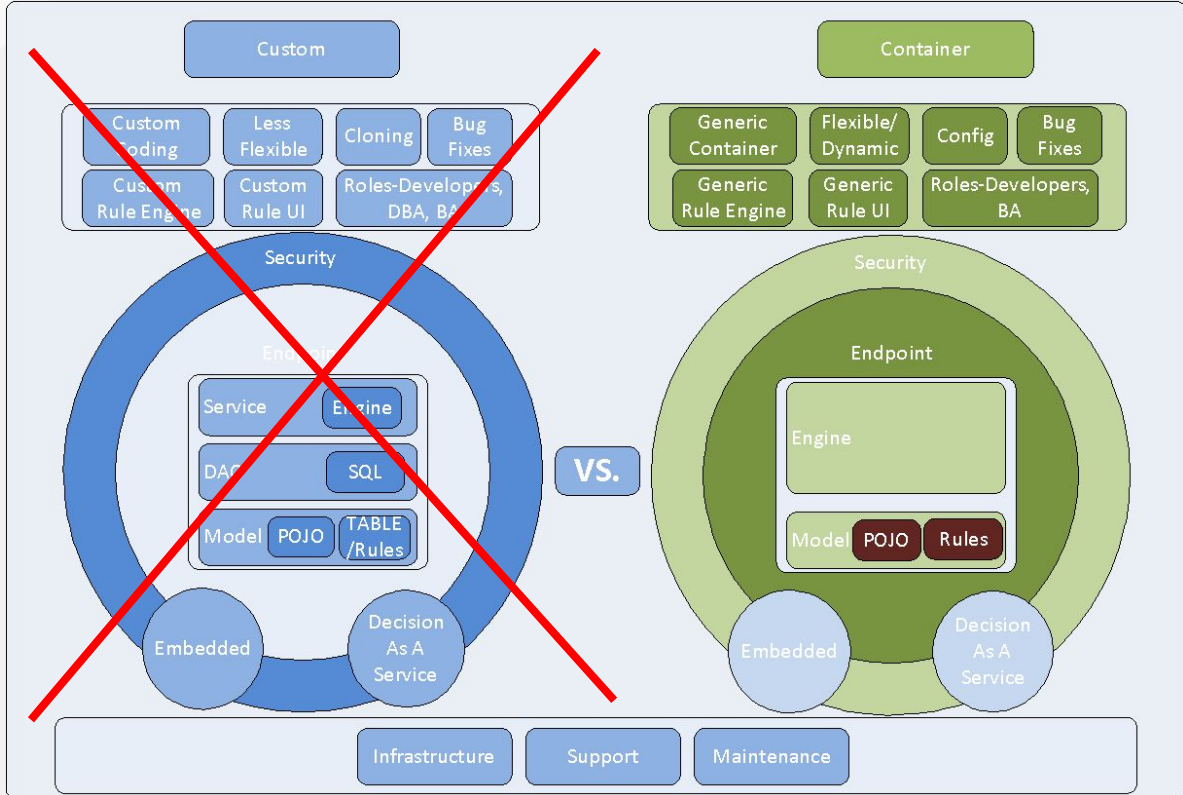 Custom
Container
Custom
Coding
Less
Flexible
Cloning
Bug
Fixes
Custom
Rule Engine
Custom
Rule UI
Roles-Developers,
DBA, BA
Generic
Container
Flexible/
Dynamic
Config
Bug
Fixes
Generic
Rule Engine
Generic
Rule UI
Roles-Developers,
BA
Security
Endpoint
Service
Engine
DAO
SQL
Model
POJO
TABLE
/Rules
Embedded
Decision
As A
Service
VS.
Security
Endpoint
Engine
Model
POJO
Rules
Embedded
Decision
As A
Service
Infrastructure
Support
Maintenance